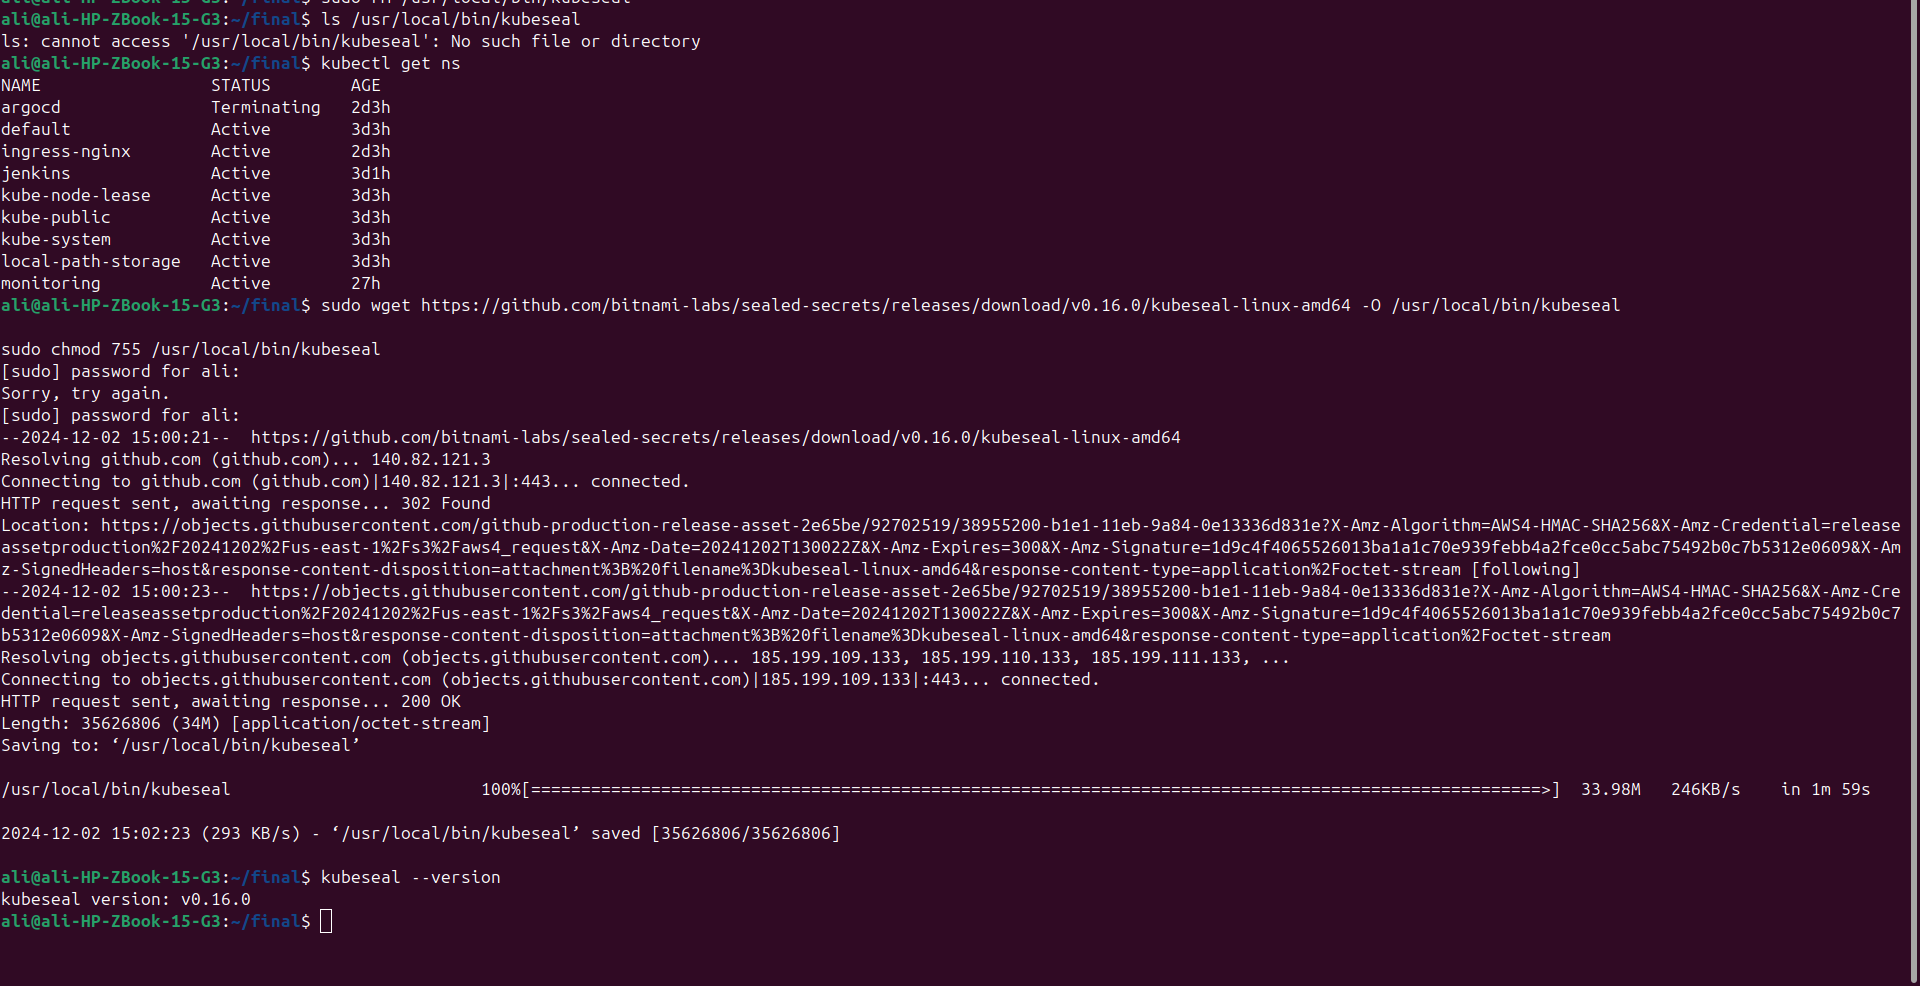 ali@ali-HP-ZBook-15-G3:~/final$ sudo rm /usr/local/bin/kubeseal
ali@ali-HP-ZBook-15-G3:~/final$ ls /usr/local/bin/kubeseal
ls: cannot access '/usr/local/bin/kubeseal': No such file or directory
ali@ali-HP-ZBook-15-G3:~/final$ kubectl get ns
NAME                 STATUS        AGE
argocd               Terminating   2d3h
default              Active        3d3h
ingress-nginx        Active        2d3h
jenkins              Active        3d1h
kube-node-lease      Active        3d3h
kube-public          Active        3d3h
kube-system          Active        3d3h
local-path-storage   Active        3d3h
monitoring           Active        27h
ali@ali-HP-ZBook-15-G3:~/final$ sudo wget https://github.com/bitnami-labs/sealed-secrets/releases/download/v0.16.0/kubeseal-linux-amd64 -O /usr/local/bin/kubeseal
sudo chmod 755 /usr/local/bin/kubeseal
[sudo] password for ali:
Sorry, try again.
[sudo] password for ali:
--2024-12-02 15:00:21--  https://github.com/bitnami-labs/sealed-secrets/releases/download/v0.16.0/kubeseal-linux-amd64
Resolving github.com (github.com)... 140.82.121.3
Connecting to github.com (github.com)|140.82.121.3|:443... connected.
HTTP request sent, awaiting response... 302 Found
Location: https://objects.githubusercontent.com/github-production-release-asset-2e65be/92702519/38955200-b1e1-11eb-9a84-0e13336d831e?X-Amz-Algorithm=AWS4-HMAC-SHA256&X-Amz-Credential=release
assetproduction%2F20241202%2Fus-east-1%2Fs3%2Faws4_request&X-Amz-Date=20241202T130022Z&X-Amz-Expires=300&X-Amz-Signature=1d9c4f4065526013ba1a1c70e939febb4a2fce0cc5abc75492b0c7b5312e0609&X-Am
z-SignedHeaders=host&response-content-disposition=attachment%3B%20filename%3Dkubeseal-linux-amd64&response-content-type=application%2Foctet-stream [following]
--2024-12-02 15:00:23--  https://objects.githubusercontent.com/github-production-release-asset-2e65be/92702519/38955200-b1e1-11eb-9a84-0e13336d831e?X-Amz-Algorithm=AWS4-HMAC-SHA256&X-Amz-Cre
dential=releaseassetproduction%2F20241202%2Fus-east-1%2Fs3%2Faws4_request&X-Amz-Date=20241202T130022Z&X-Amz-Expires=300&X-Amz-Signature=1d9c4f4065526013ba1a1c70e939febb4a2fce0cc5abc75492b0c7
b5312e0609&X-Amz-SignedHeaders=host&response-content-disposition=attachment%3B%20filename%3Dkubeseal-linux-amd64&response-content-type=application%2Foctet-stream
Resolving objects.githubusercontent.com (objects.githubusercontent.com)... 185.199.109.133, 185.199.110.133, 185.199.111.133, ...
Connecting to objects.githubusercontent.com (objects.githubusercontent.com)|185.199.109.133|:443... connected.
HTTP request sent, awaiting response... 200 OK
Length: 35626806 (34M) [application/octet-stream]
Saving to: ‘/usr/local/bin/kubeseal’
/usr/local/bin/kubeseal                         100%[=====================================================================================================>]  33.98M   246KB/s    in 1m 59s
2024-12-02 15:02:23 (293 KB/s) - ‘/usr/local/bin/kubeseal’ saved [35626806/35626806]
ali@ali-HP-ZBook-15-G3:~/final$ kubeseal --version
kubeseal version: v0.16.0
ali@ali-HP-ZBook-15-G3:~/final$